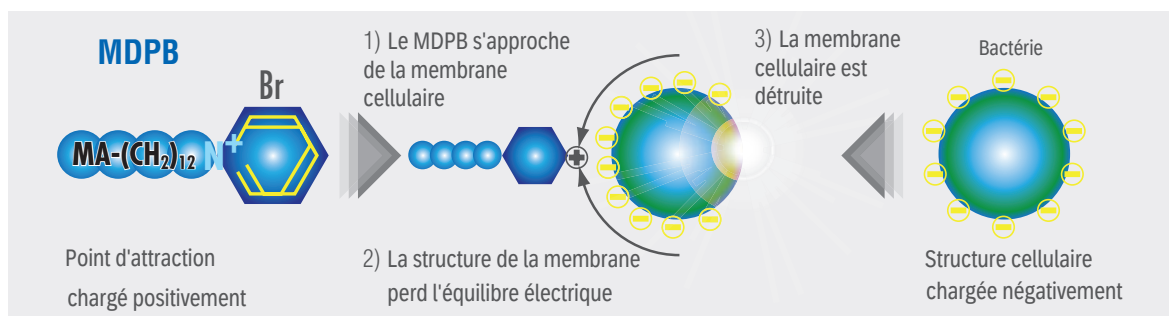 MDPB
Br
MA-(CH₂)₁₂ N⁺
Point d'attraction
chargé positivement
1) Le MDPB s'approche
de la membrane
cellulaire
2) La structure de la membrane
perd l'équilibre électrique
3) La membrane
cellulaire est
détruite
Bactérie
Structure cellulaire
chargée négativement